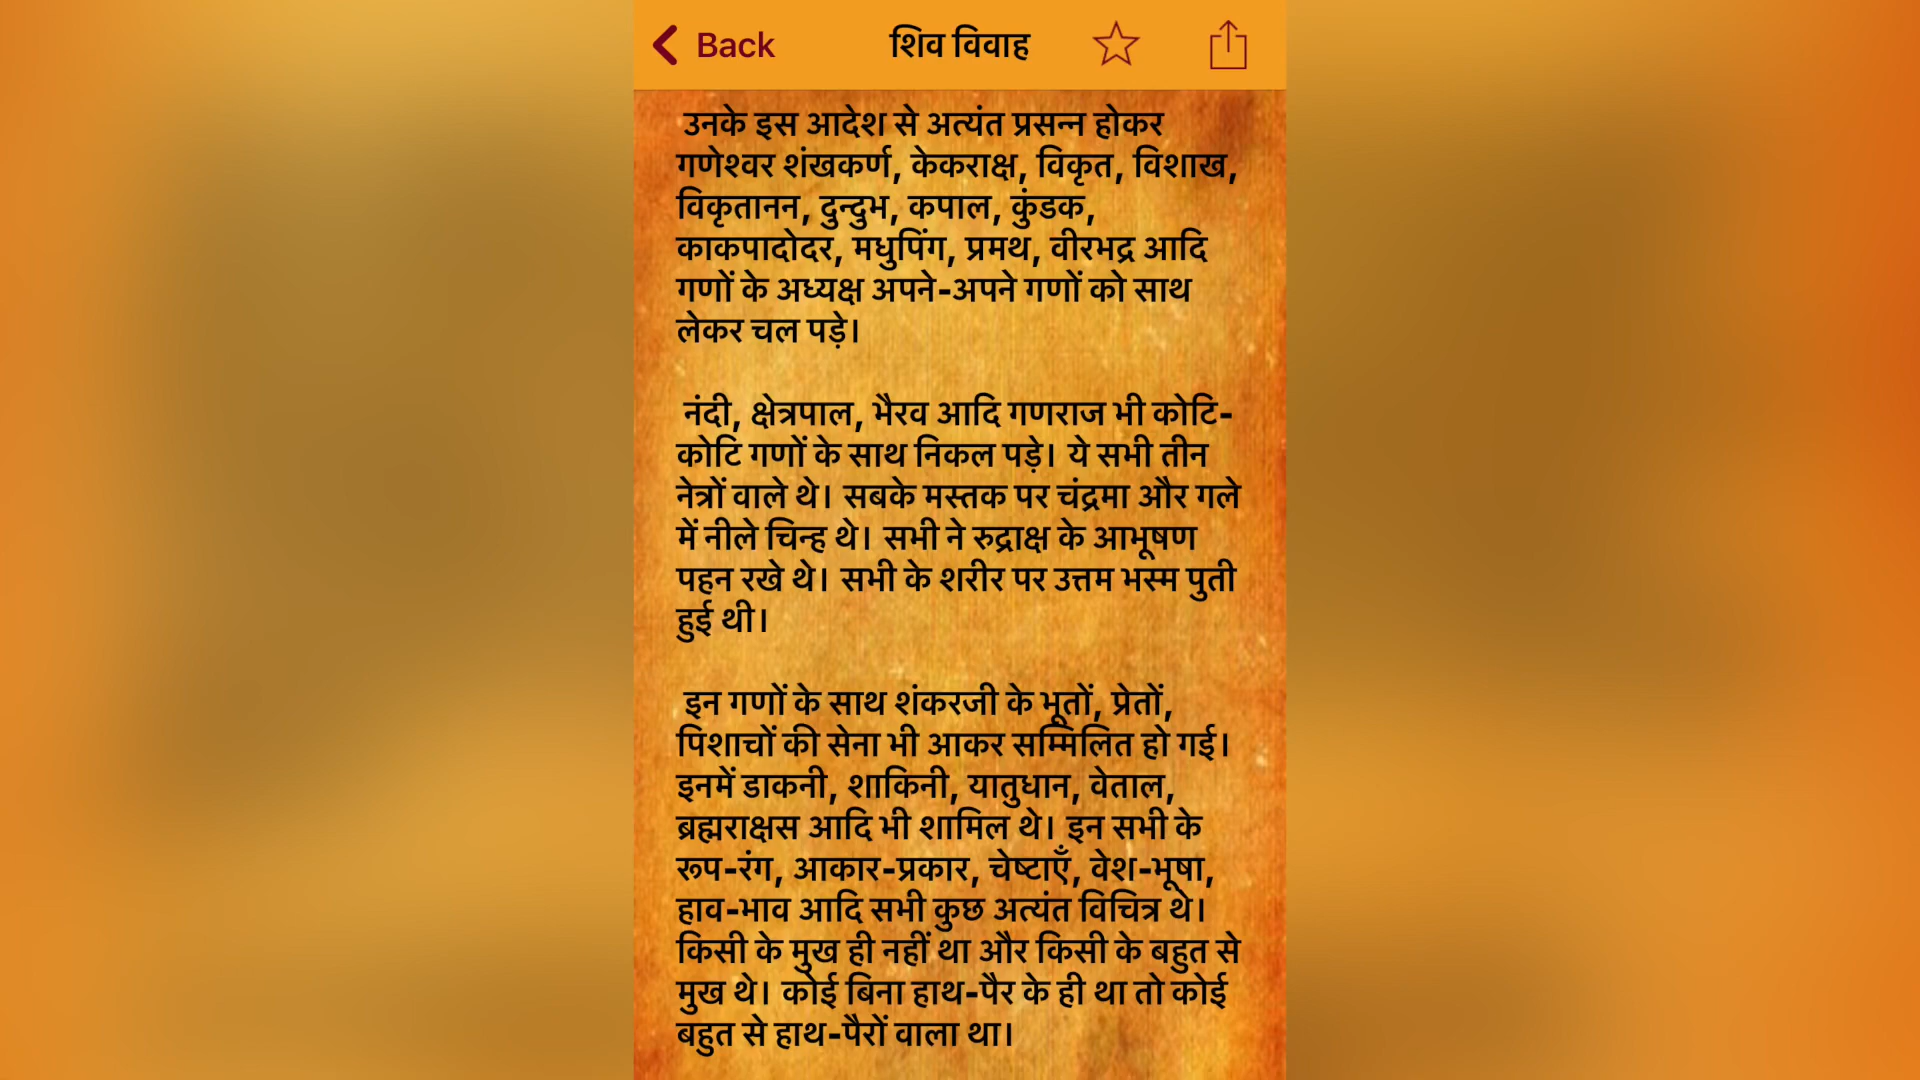 Back
शिव विवाह
उनके इस आदेश से अत्यंत प्रसन्न होकर
गणेश्वर शंखकर्ण, केकराक्ष, विकृत, विशाख,
विकृतानन, दुन्दुभ, कपाल, कुंडक,
काकपादोदर, मधुपिंग, प्रमथ, वीरभद्र आदि
गणों के अध्यक्ष अपने-अपने गणों को साथ
लेकर चल पड़े।
नंदी, क्षेत्रपाल, भैरव आदि गणराज भी कोटि-
कोटि गणों के साथ निकल पड़े। ये सभी तीन
नेत्रों वाले थे। सबके मस्तक पर चंद्रमा और गले
में नीले चिन्ह थे। सभी ने रुद्राक्ष के आभूषण
पहन रखे थे। सभी के शरीर पर उत्तम भस्म पुती
हुई थी।
इन गणों के साथ शंकरजी के भूतों, प्रेतों,
पिशाचों की सेना भी आकर सम्मिलित हो गई।
इनमें डाकनी, शाकिनी, यातुधान, वेताल,
ब्रह्मराक्षस आदि भी शामिल थे। इन सभी के
रूप-रंग, आकार-प्रकार, चेष्टाएँ, वेश-भूषा,
हाव-भाव आदि सभी कुछ अत्यंत विचित्र थे।
किसी के मुख ही नहीं था और किसी के बहुत से
मुख थे। कोई बिना हाथ-पैर के ही था तो कोई
बहुत से हाथ-पैरों वाला था।